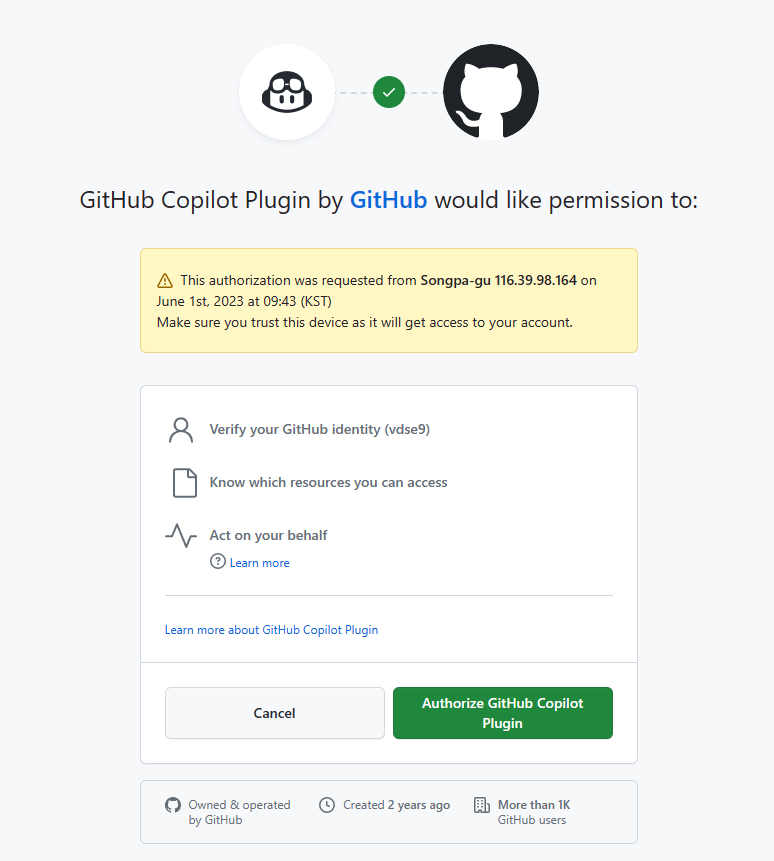 GitHub Copilot Plugin by GitHub would like permission to:
This authorization was requested from Songpa-gu 116.39.98.164 on
June 1st, 2023 at 09:43 (KST)
Make sure you trust this device as it will get access to your account.
Verify your GitHub identity (vdse9)
Know which resources you can access
Act on your behalf
Learn more
Learn more about GitHub Copilot Plugin
Cancel
Authorize GitHub Copilot
Plugin
Owned & operated
by GitHub
Created 2 years ago
More than 1K
GitHub users